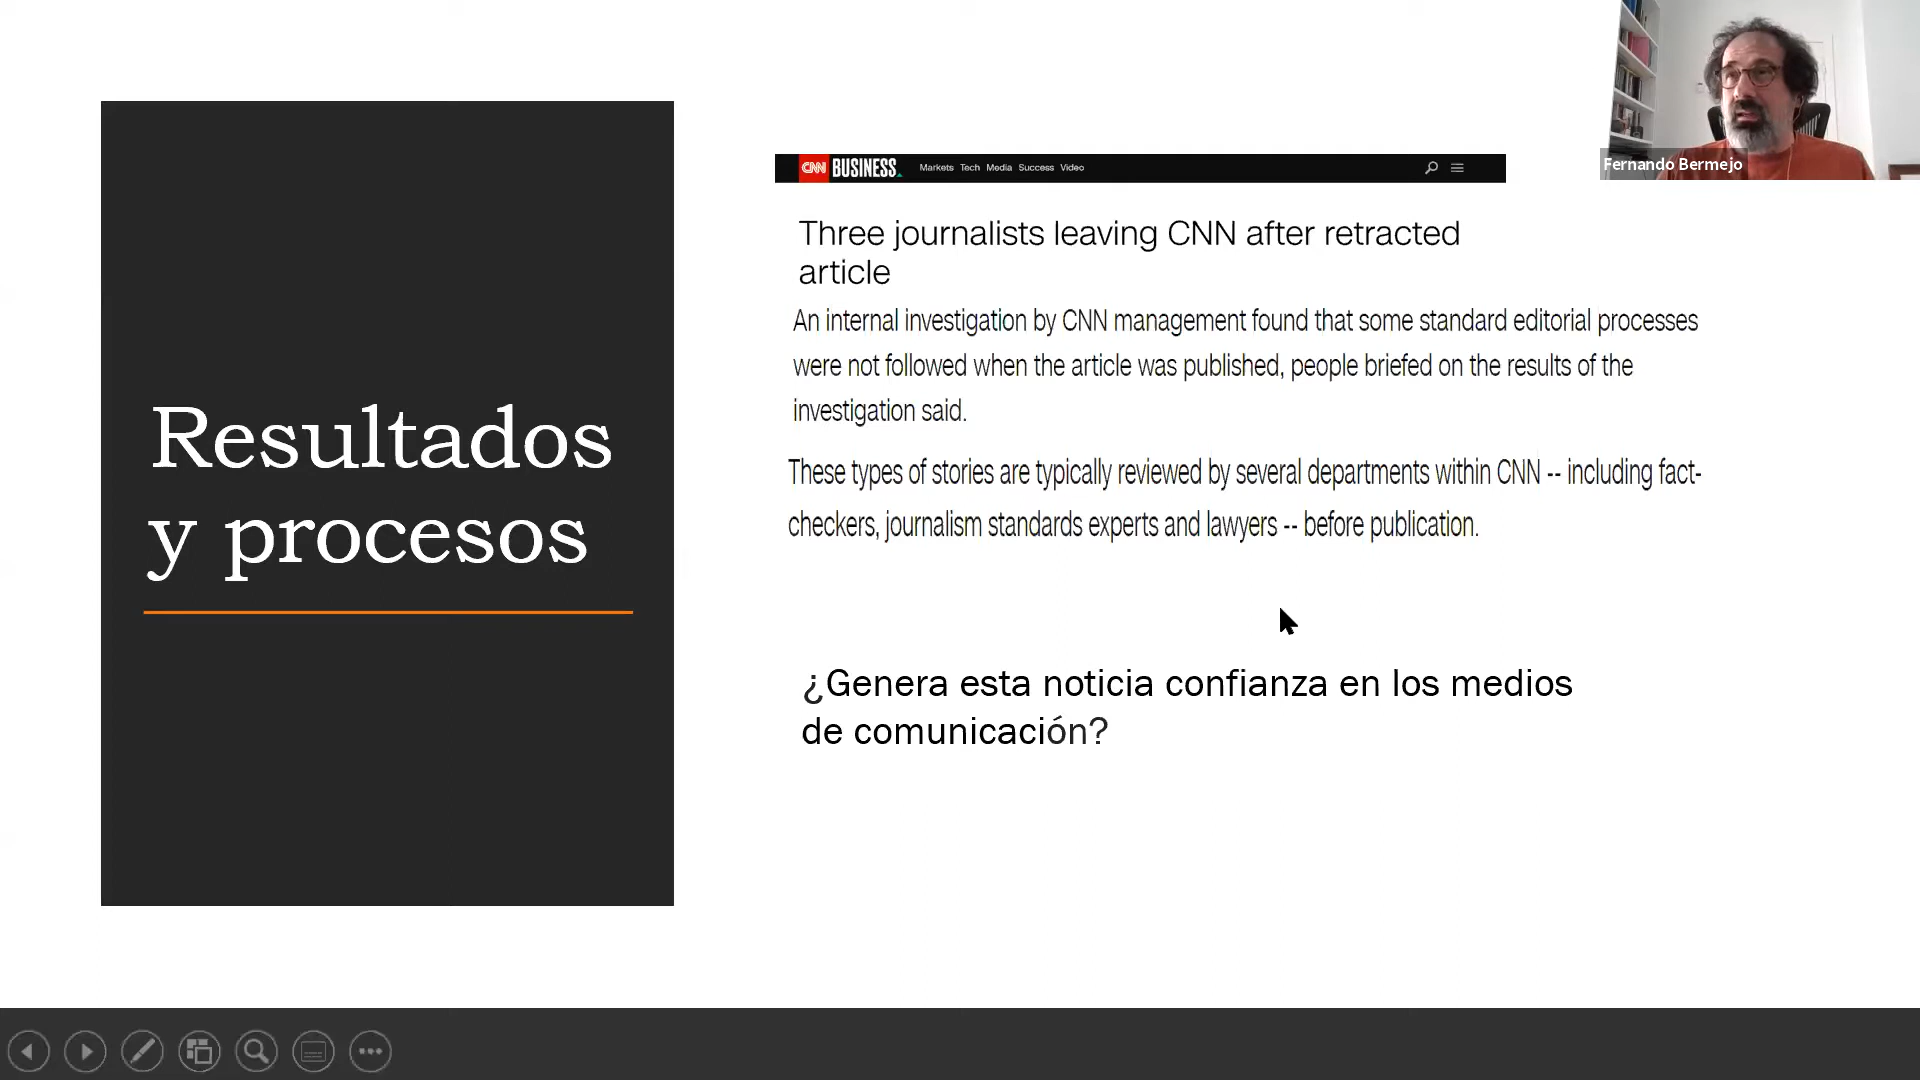 Resultados
y procesos
CNN BUSINESS Markets Tech Media Success Video
Three journalists leaving CNN after retracted
article
An internal investigation by CNN management found that some standard editorial processes
were not followed when the article was published, people briefed on the results of the
investigation said.
These types of stories are typically reviewed by several departments within CNN -- including fact-
checkers, journalism standards experts and lawyers -- before publication.
¿Genera esta noticia confianza en los medios
de comunicación?
Fernando Bermejo